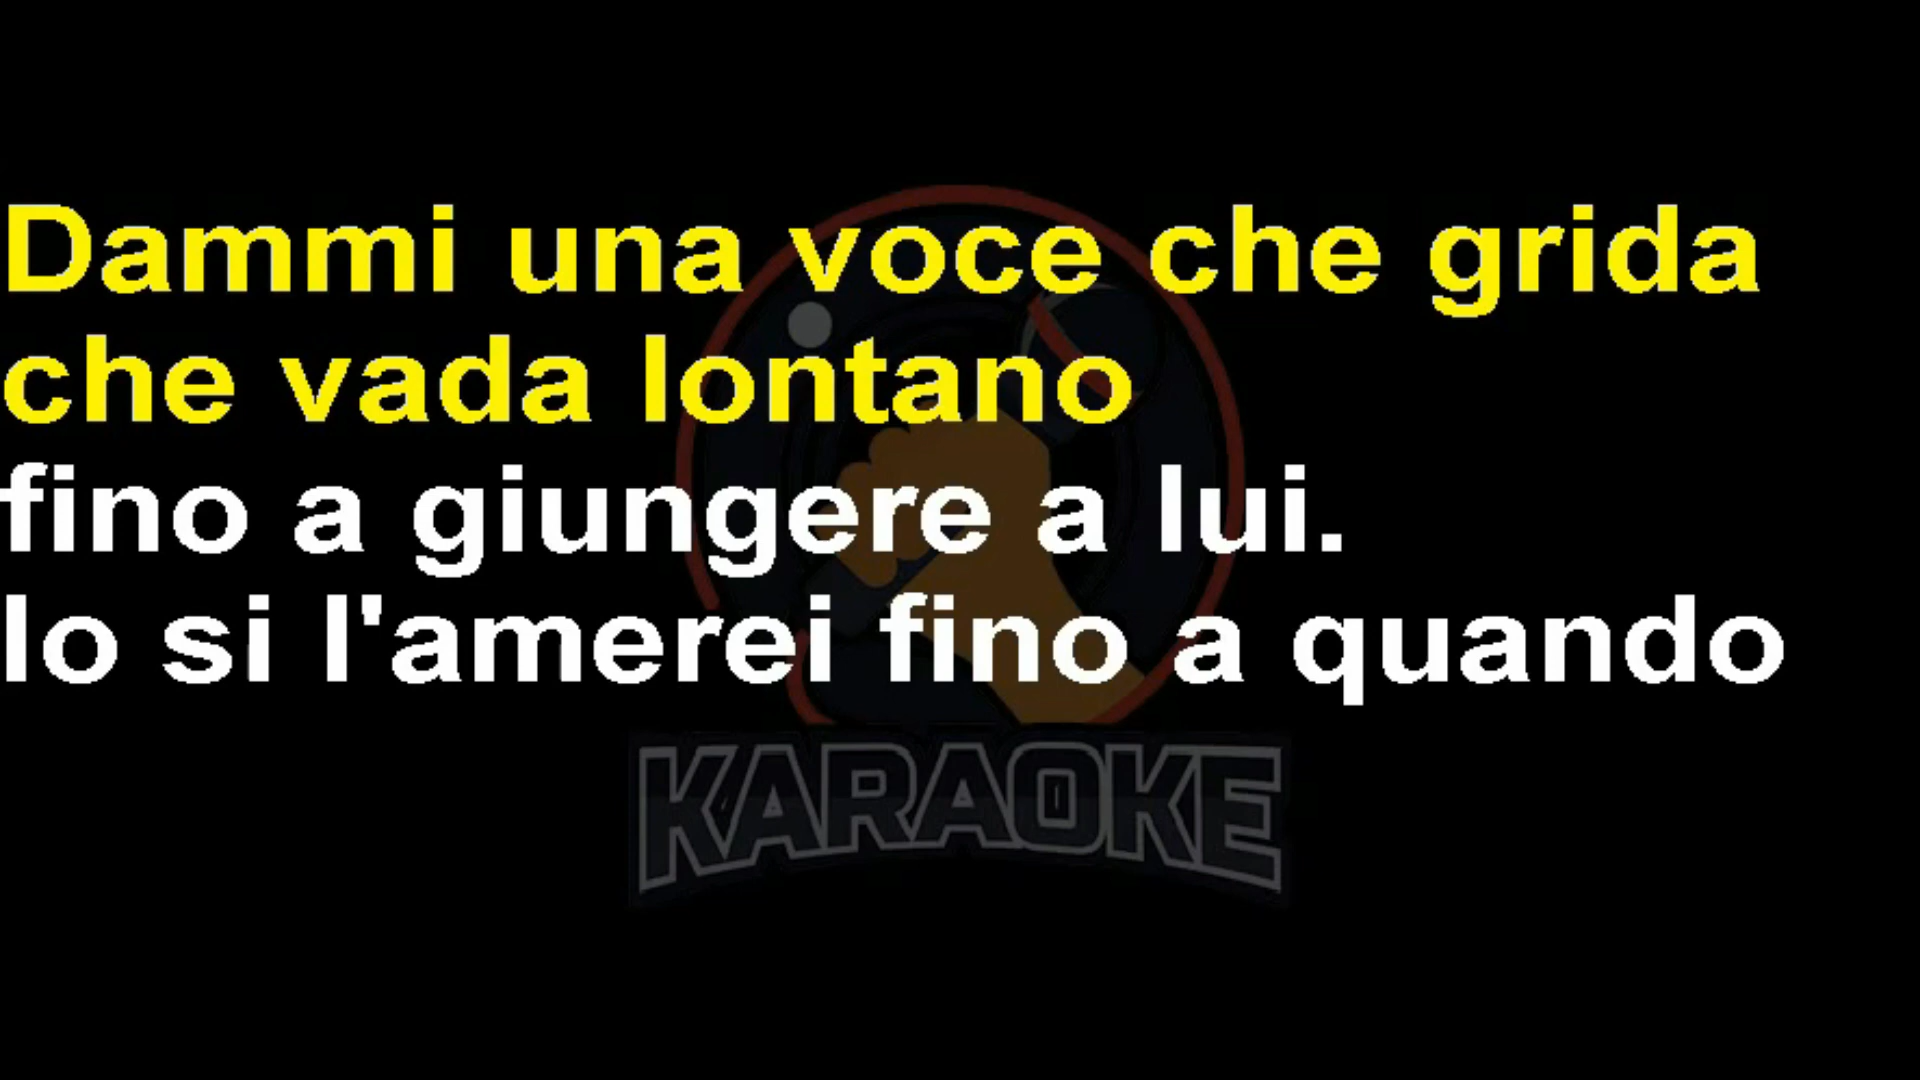 Dammi una voce che grida
che vada lontano
fino a giungere a lui.
Io si l'amerei fino a quando
KARAOKE